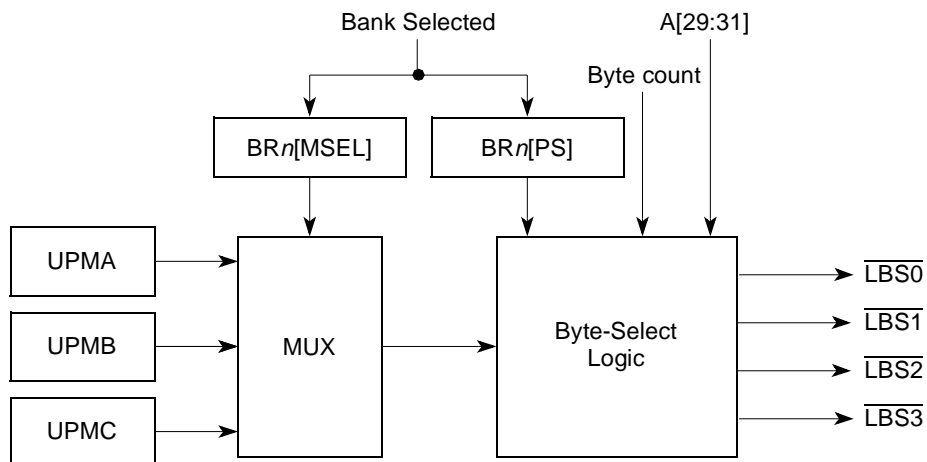 Bank Selected
A[29:31]
Byte count
BRn[MSEL]
BRn[PS]
UPMA
UPMB
UPMC
MUX
Byte-Select
Logic
LBS0
LBS1
LBS2
LBS3